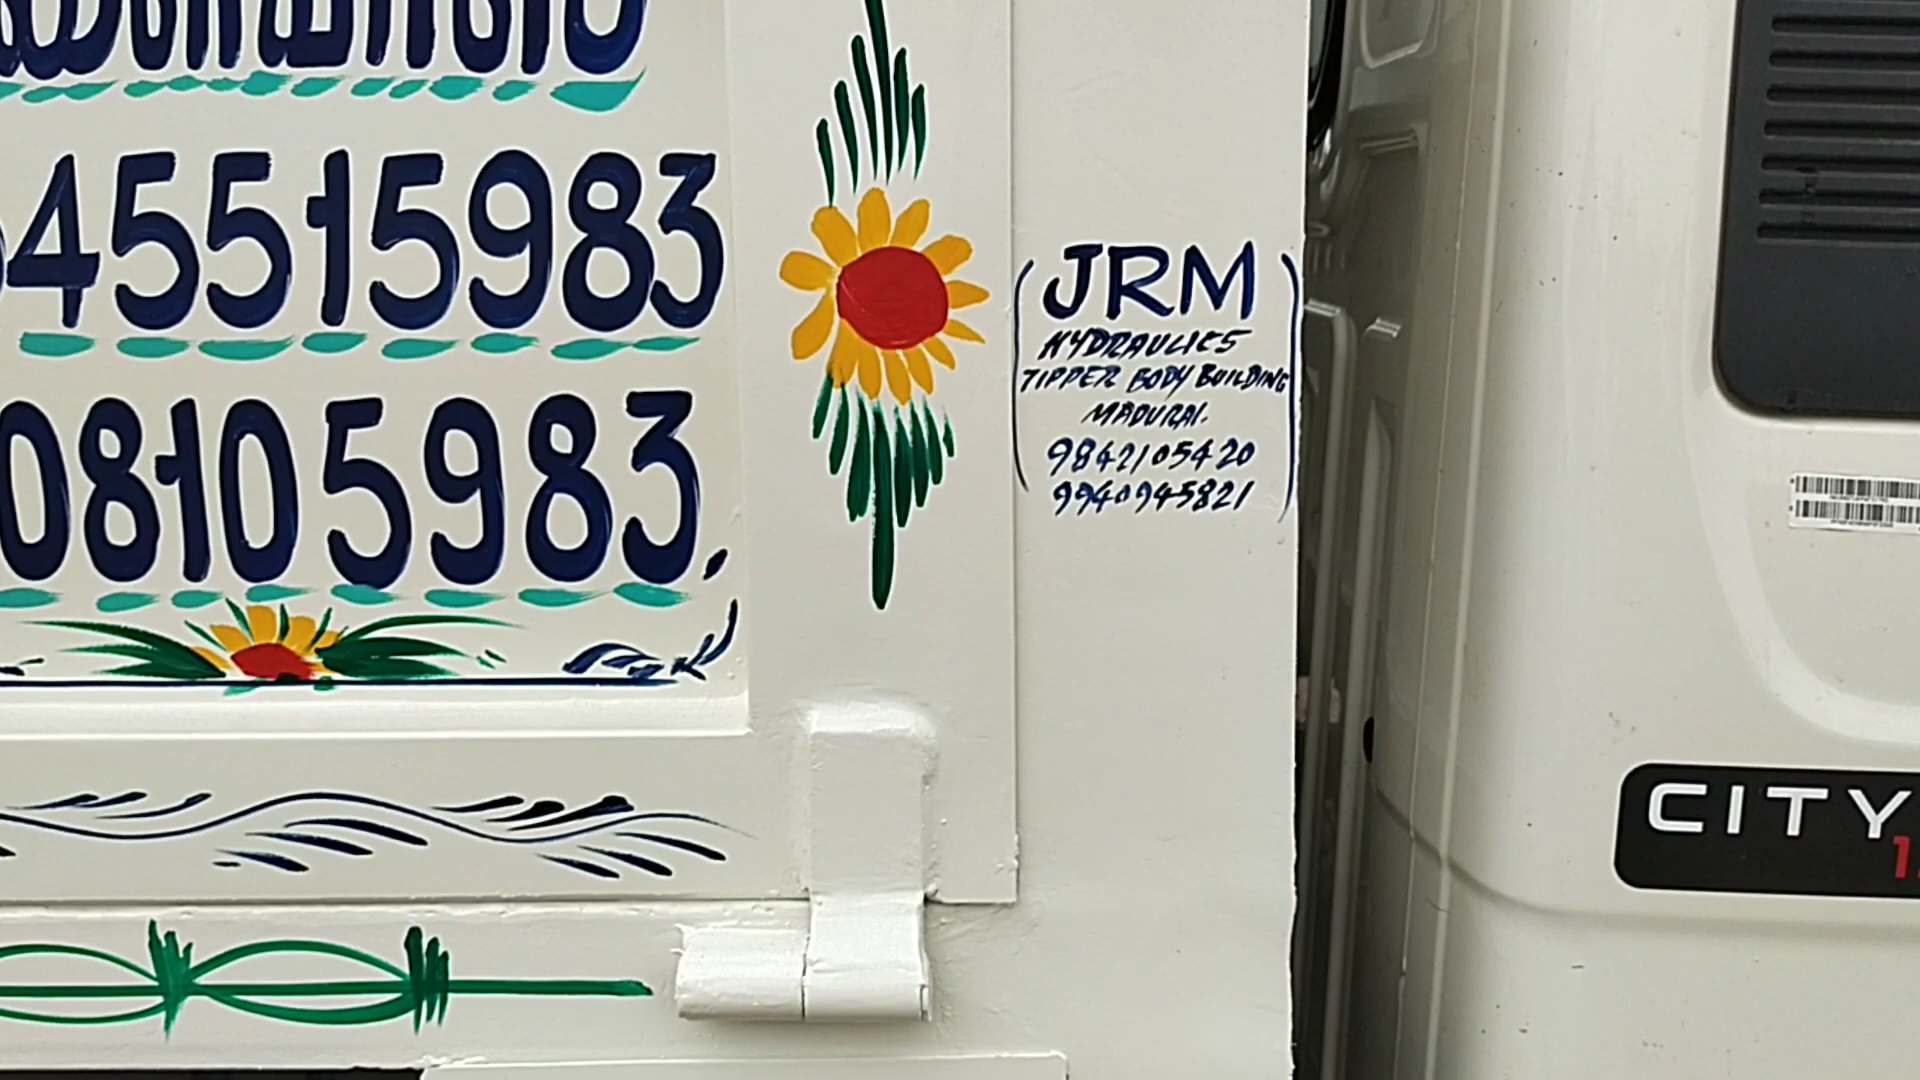 45515983
08105983
JRM
HYDRAULICS
TIPPER BODY BUILDING
MADURAI.
9842105420
9940945821
CITY